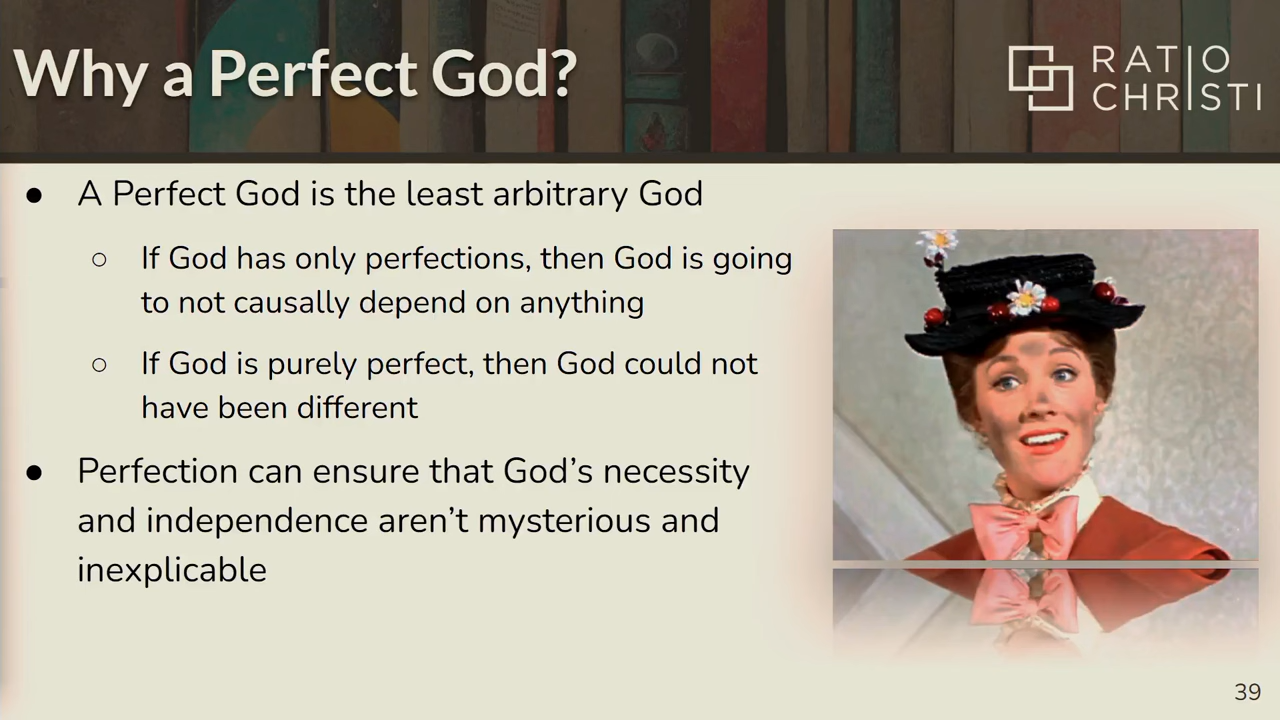 Why a Perfect God?
RATIO
CHRISTI
● A Perfect God is the least arbitrary God
○ If God has only perfections, then God is going
to not causally depend on anything
○ If God is purely perfect, then God could not
have been different
● Perfection can ensure that God’s necessity
and independence aren’t mysterious and
inexplicable
39